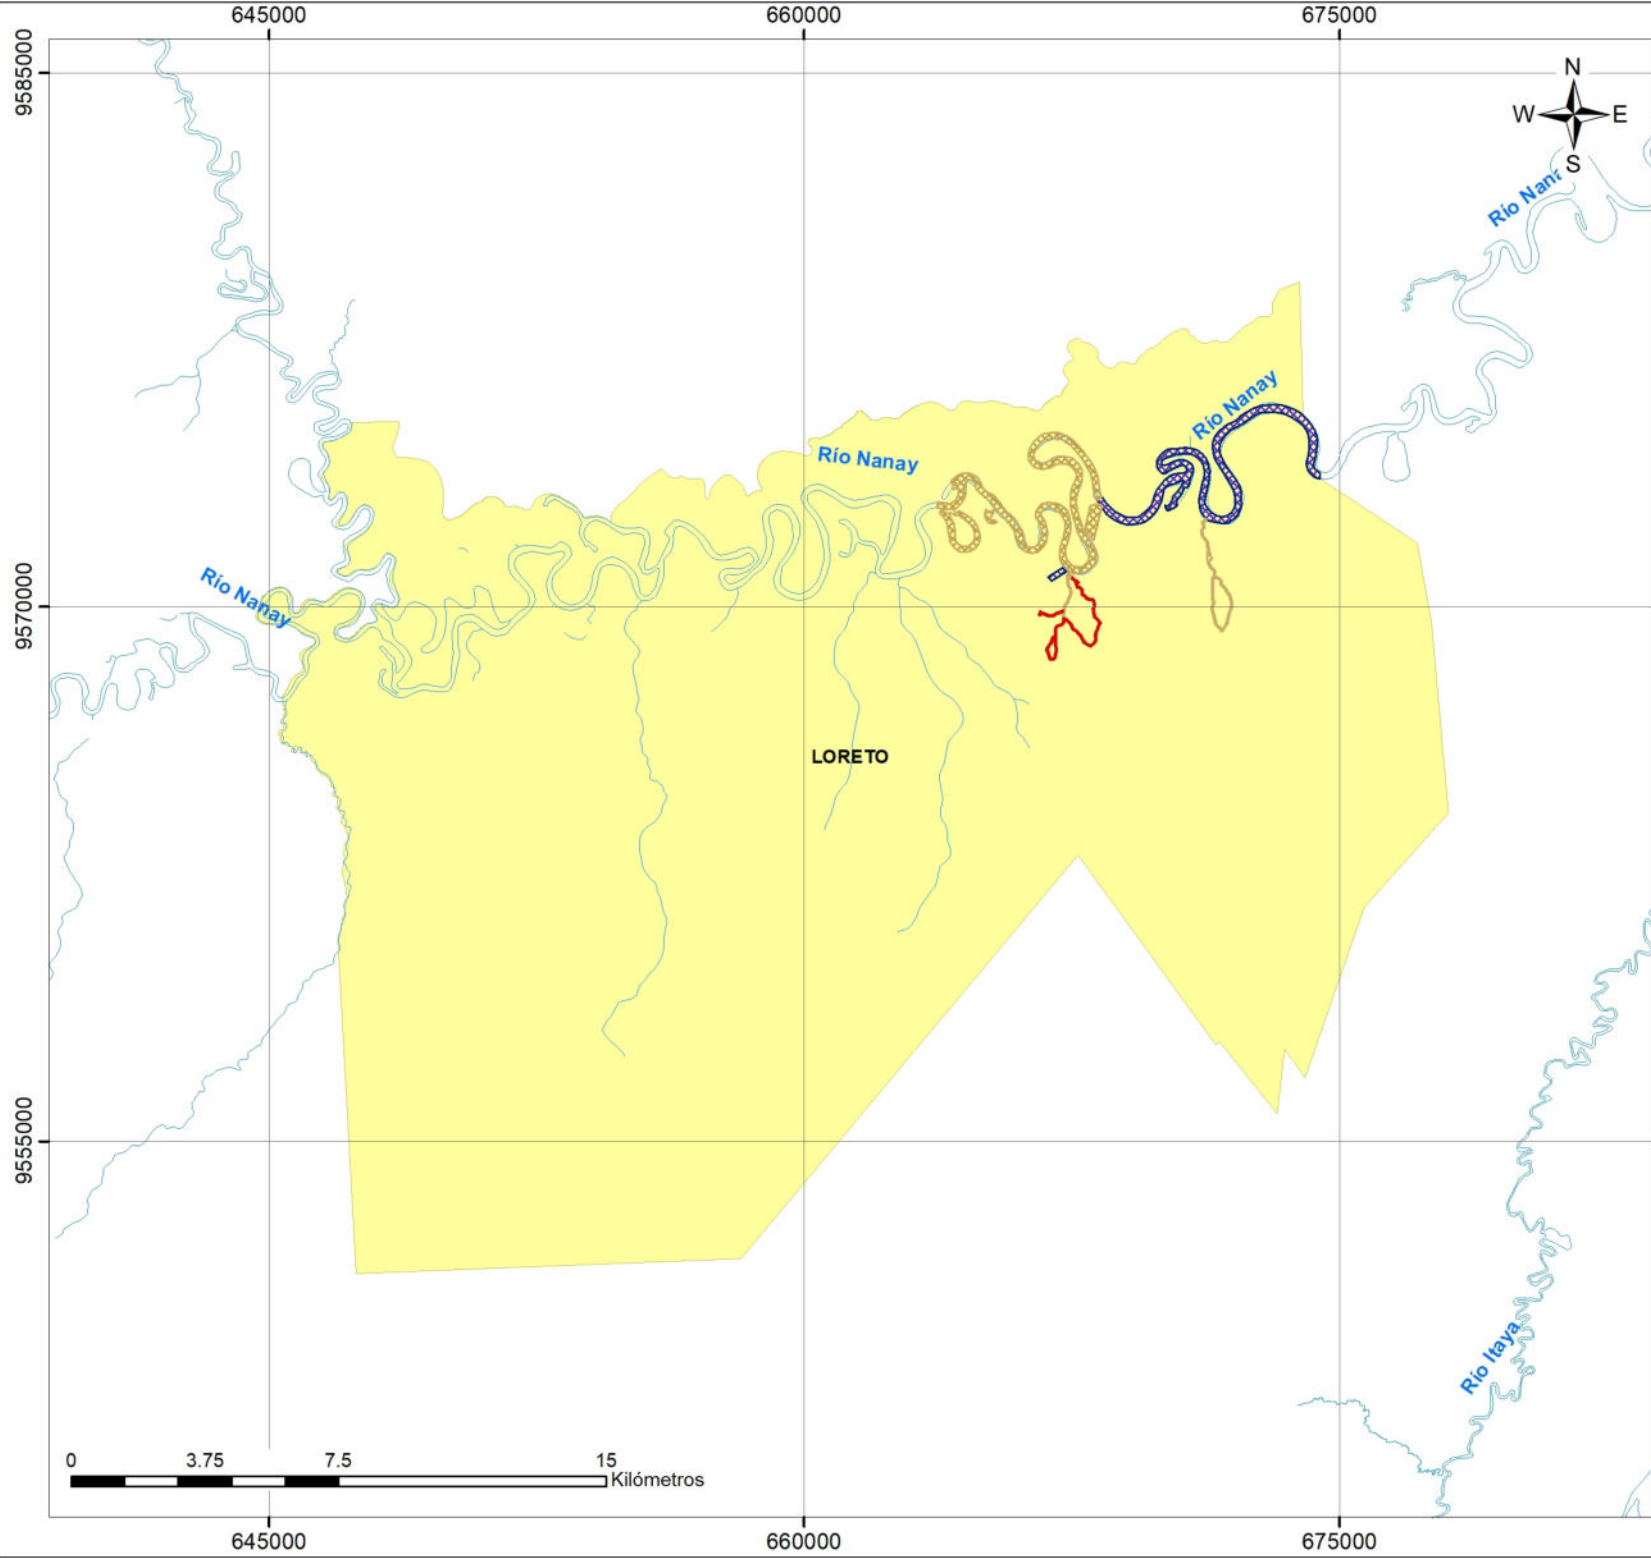 645000
660000
675000
9585000
N
W
E
S
Río Nana
Río Nanay
Río Nanay
Río Nanay
9570000
LORETO
9555000
Río Itaya
0
3.75
7.5
15
Kilómetros
645000
660000
675000